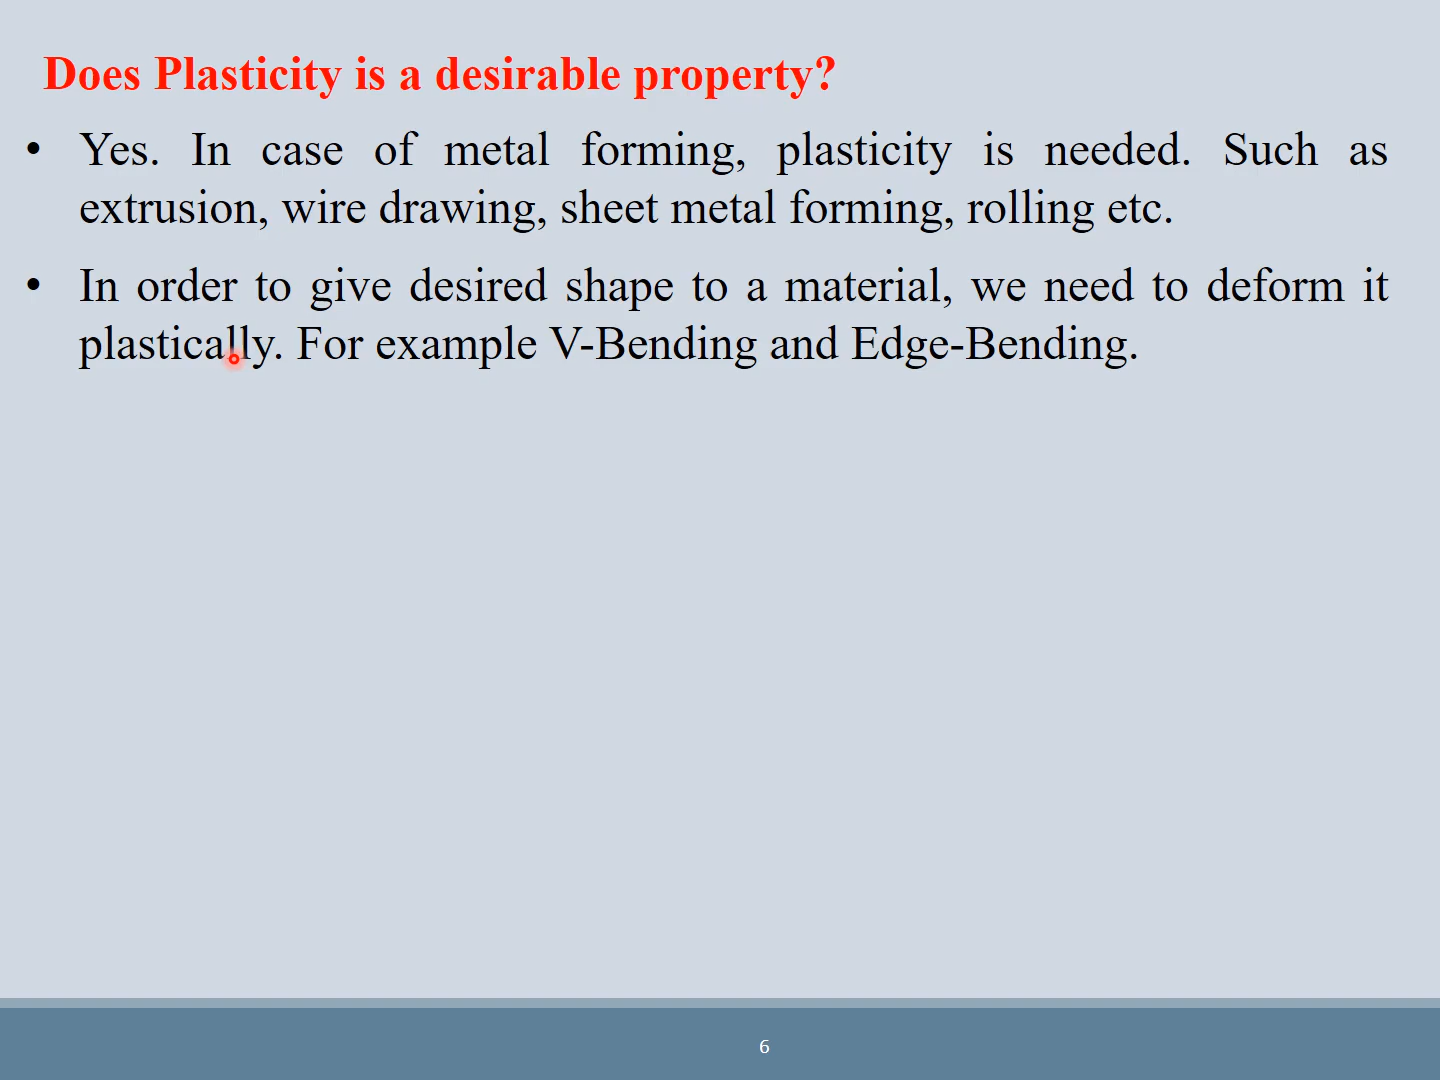 Does Plasticity is a desirable property?
• Yes. In case of metal forming, plasticity is needed. Such as
extrusion, wire drawing, sheet metal forming, rolling etc.
• In order to give desired shape to a material, we need to deform it
plastically. For example V-Bending and Edge-Bending.
6